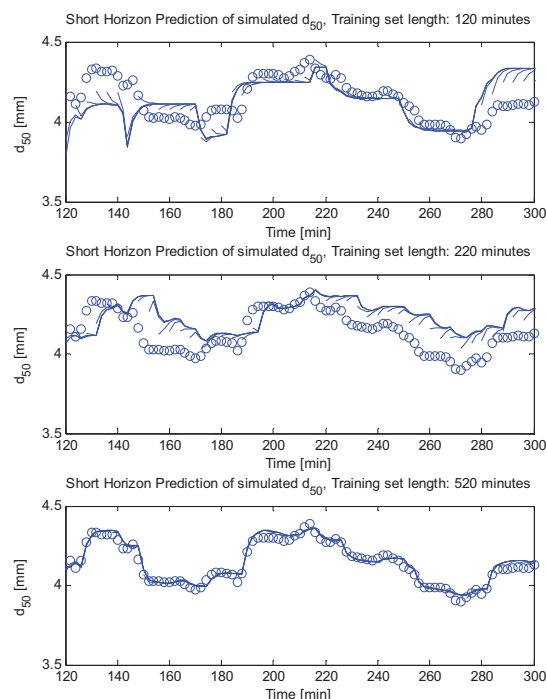 Short Horizon Prediction of simulated d50, Training set length: 120 minutes
4.5
4
3.5
d50 [mm]
120 140 160 180 200 220 240 260 280 300
Time [min]
Short Horizon Prediction of simulated d50, Training set length: 220 minutes
4.5
4
3.5
d50 [mm]
120 140 160 180 200 220 240 260 280 300
Time [min]
Short Horizon Prediction of simulated d50, Training set length: 520 minutes
4.5
4
3.5
d50 [mm]
120 140 160 180 200 220 240 260 280 300
Time [min]